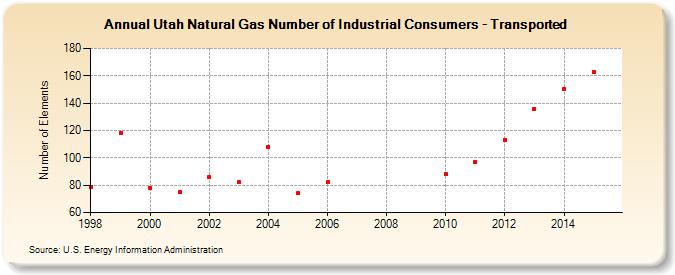 Annual Utah Natural Gas Number of Industrial Consumers - Transported
Number of Elements
180
160
140
120
100
80
60
1998 2000 2002 2004 2006 2008 2010 2012 2014
Source: U.S. Energy Information Administration